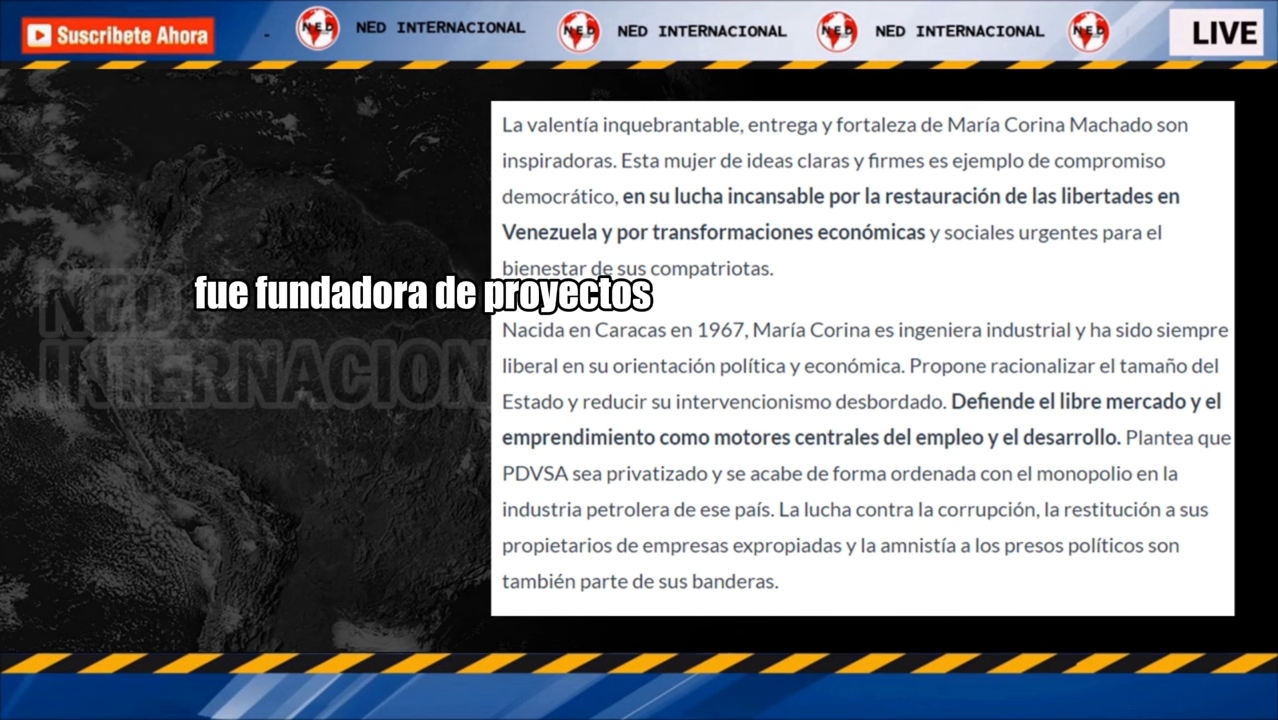 Suscribete Ahora
NED
NED INTERNACIONAL
NED
NED INTERNACIONAL
NED
NED INTERNACIONAL
NED
LIVE
La valentía inquebrantable, entrega y fortaleza de María Corina Machado son
inspiradoras. Esta mujer de ideas claras y firmes es ejemplo de compromiso
democrático, en su lucha incansable por la restauración de las libertades en
Venezuela y por transformaciones económicas y sociales urgentes para el
bienestar de sus compatriotas.
fue fundadora de proyectos
NED
INTERNACION
Nacida en Caracas en 1967, María Corina es ingeniera industrial y ha sido siempre
liberal en su orientación política y económica. Propone racionalizar el tamaño del
Estado y reducir su intervencionismo desbordado. Defiende el libre mercado y el
emprendimiento como motores centrales del empleo y el desarrollo. Plantea que
PDVSA sea privatizado y se acabe de forma ordenada con el monopolio en la
industria petrolera de ese país. La lucha contra la corrupción, la restitución a sus
propietarios de empresas expropiadas y la amnistía a los presos políticos son
también parte de sus banderas.